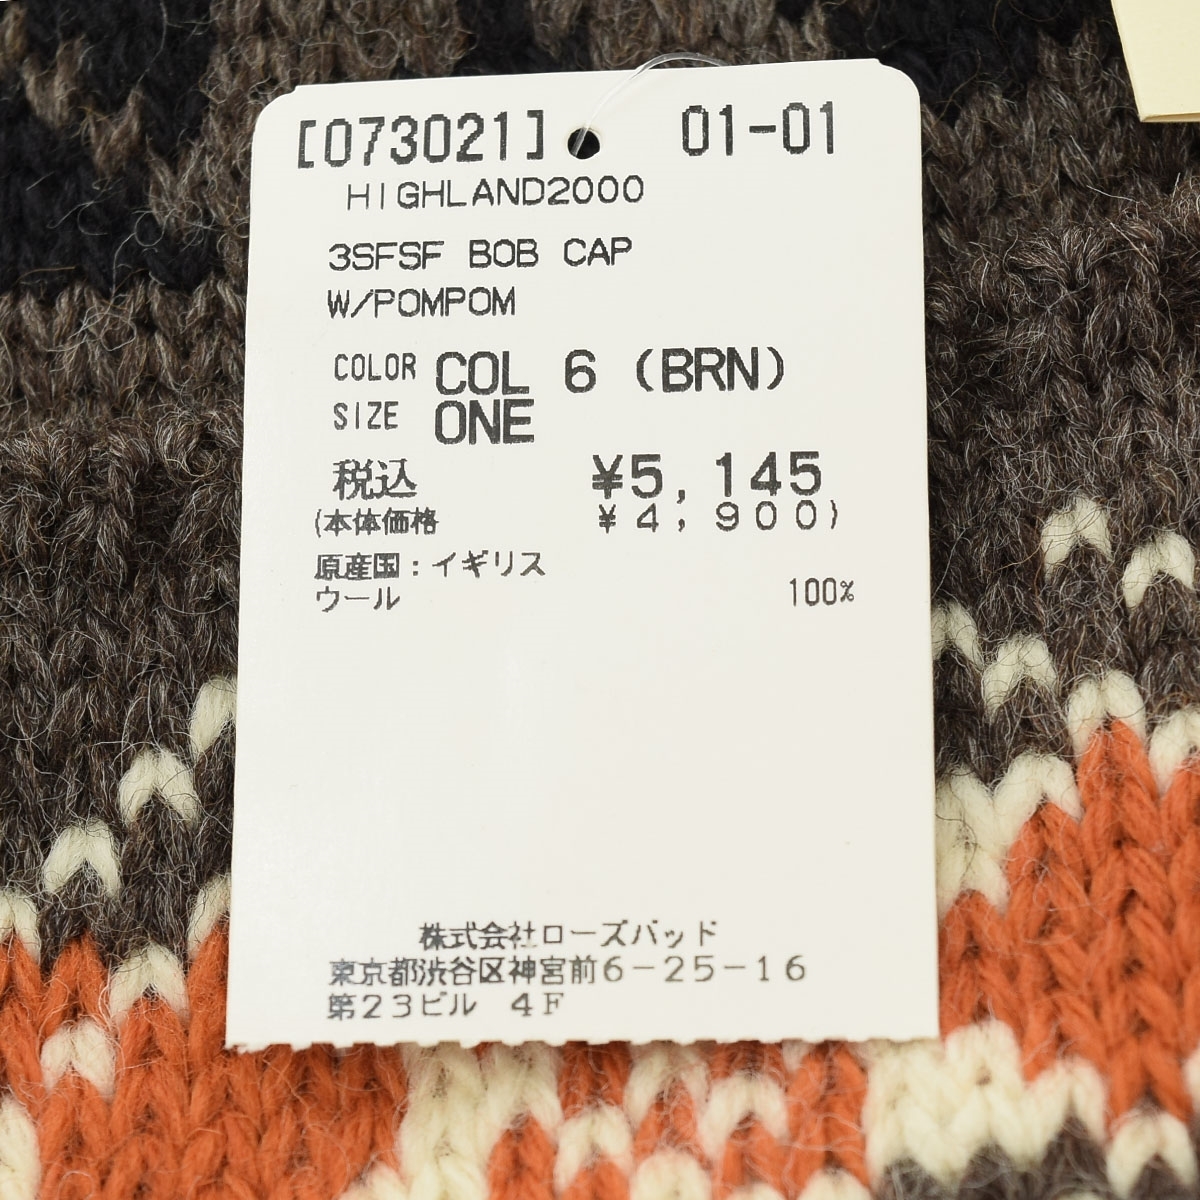 [073021] 01-01
HIGHLAND2000
3SFSF BOB CAP
W/POMPOM
COLOR COL 6 (BRN)
SIZE ONE
税込 ¥5,145
(本体価格 ¥4,900)
原産国:イギリス
ウール 100%
株式会社ローズバッド
東京都渋谷区神宮前6-25-16
第23ビル 4F